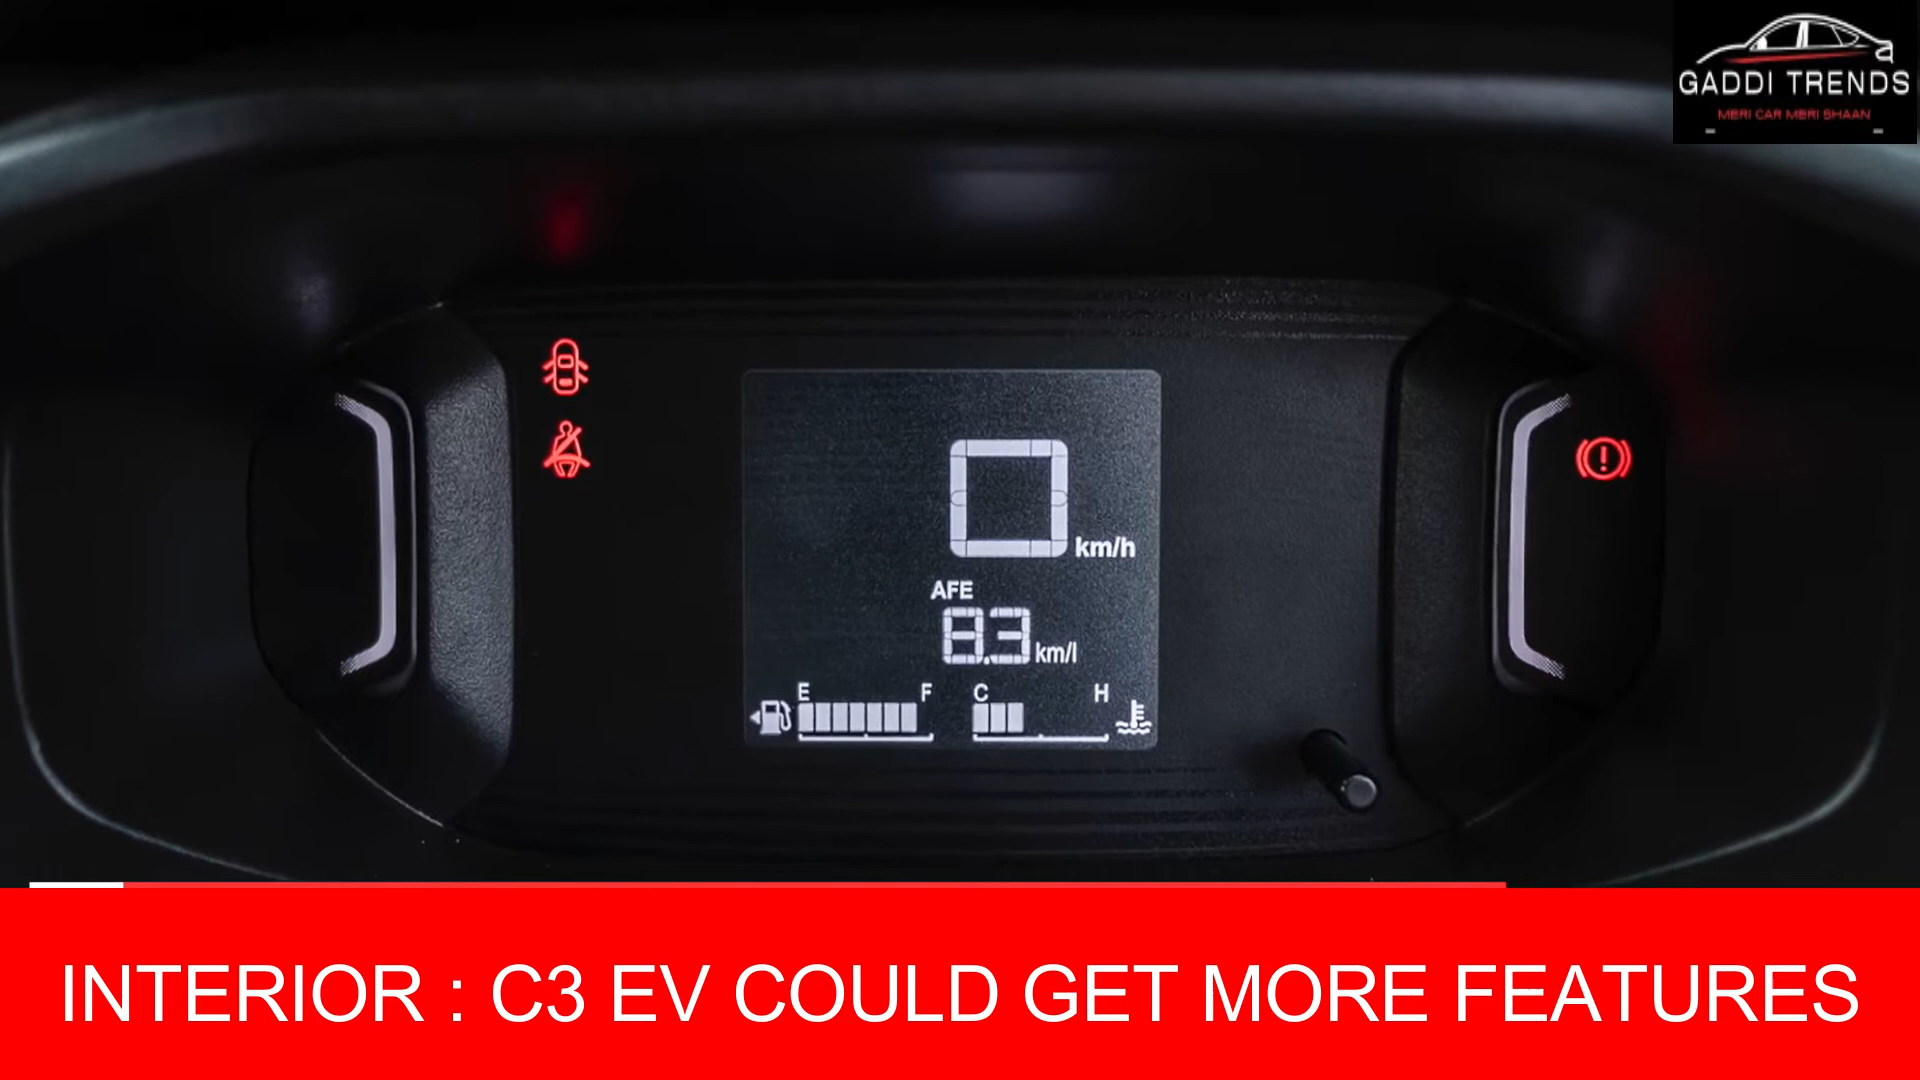 GADDI TRENDS
MERI CAR MERI SHAAN
0 km/h
AFE
8.3 km/l
E F C H
INTERIOR : C3 EV COULD GET MORE FEATURES